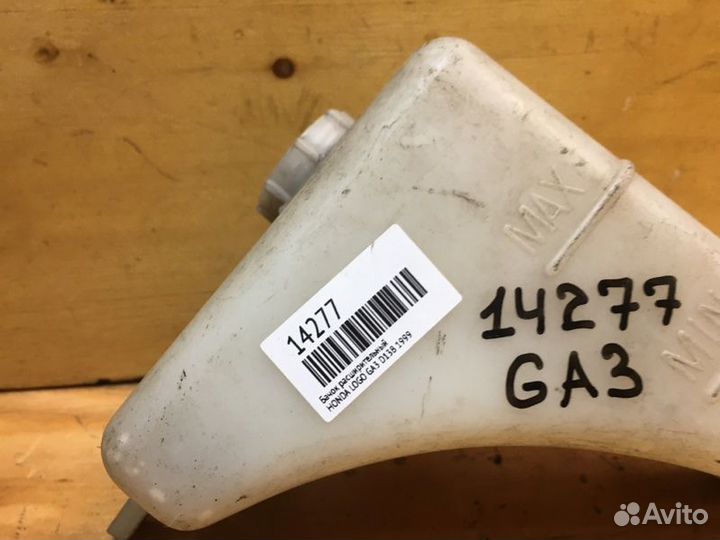 MAX
14277
Бачок расширительный
HONDA LOGO GA3 D13B 1999
14277
MIN
GA3
Avito